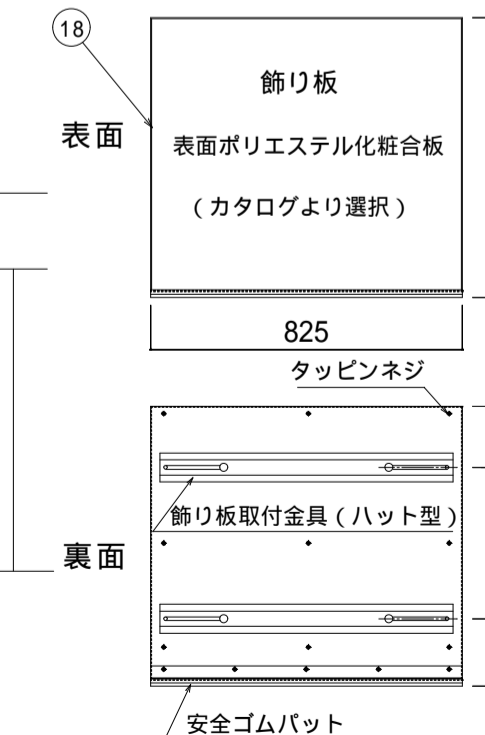 18
飾り板
表面
表面ポリエステル化粧合板
（カタログより選択）
825
タッピンネジ
飾り板取付金具（ハット型）
裏面
安全ゴムパット